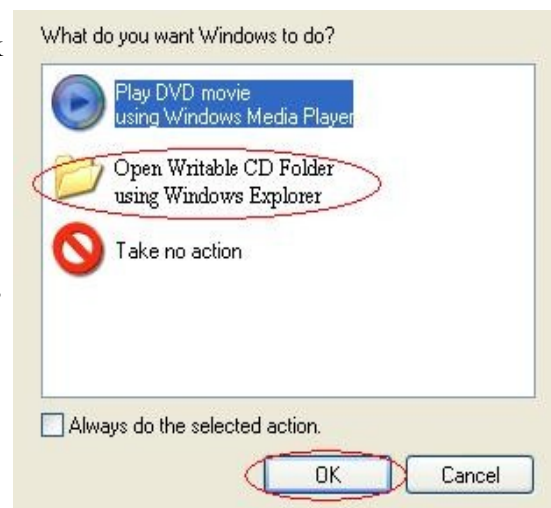 What do you want Windows to do?
Play DVD movie
using Windows Media Player
Open Writable CD Folder
using Windows Explorer
Take no action
Always do the selected action.
OK
Cancel